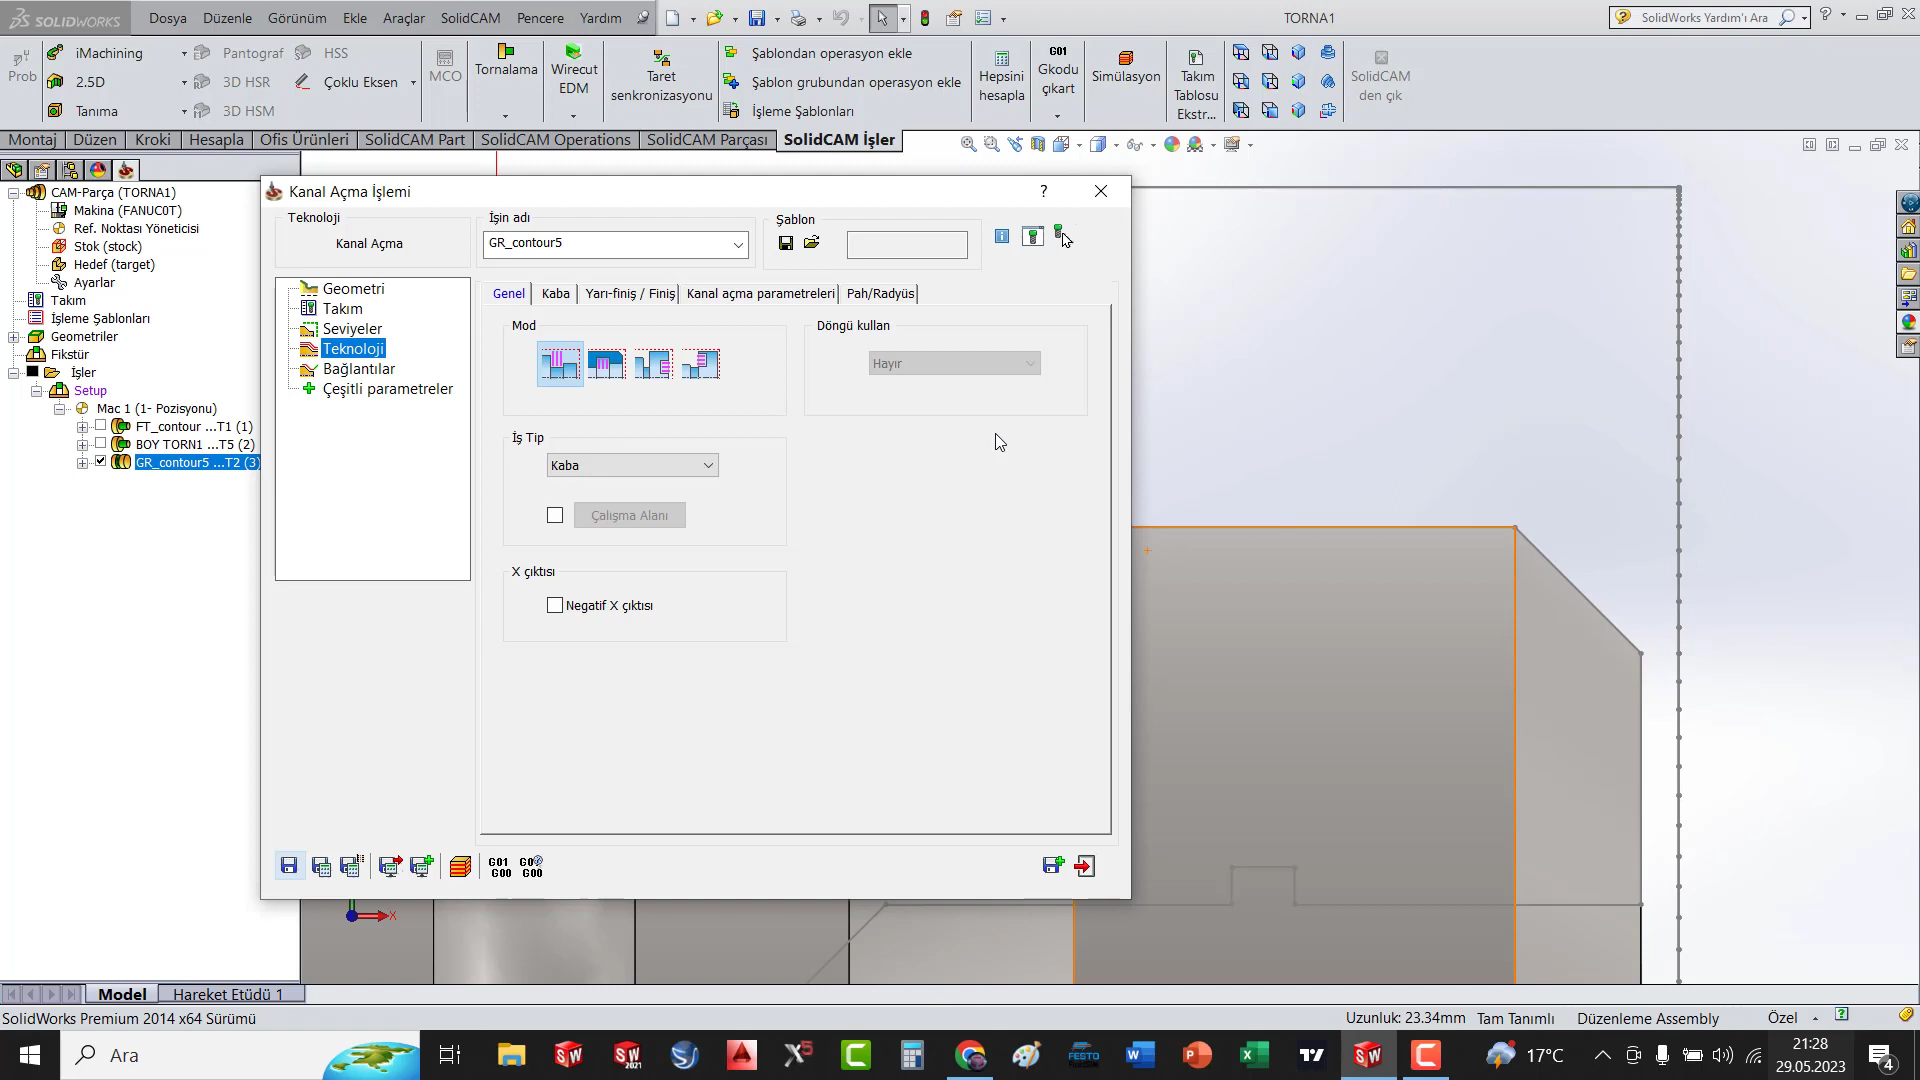 SOLIDWORKS Dosya Düzenle Görünüm Ekle Araçlar SolidCAM Pencere Yardım TORNA1 SolidWorks Yardım'ı Ara
Prob
iMachining
2.5D
Tanıma
Pantograf
3D HSR
3D HSM
HSS
Çoklu Eksen
MCO
Tornalama
Wirecut EDM
Taret senkronizasyonu
Şablondan operasyon ekle
Şablon grubundan operasyon ekle
İşleme Şablonları
Hepsini hesapla
G01
Gkodu çıkart
Simülasyon
Takım Tablosu Ekstr...
SolidCAM den çık
Montaj Düzen Kroki Hesapla Ofis Ürünleri SolidCAM Part SolidCAM Operations SolidCAM Parçası SolidCAM İşler
CAM-Parça (TORNA1)
Makina (FANUC0T)
Ref. Noktası Yöneticisi
Stok (stock)
Hedef (target)
Ayarlar
Takım
İşleme Şablonları
Geometriler
Fikstür
İşler
Setup
Mac 1 (1- Pozisyonu)
FT_contour ...T1 (1)
BOY TORN1 ...T5 (2)
GR_contour5 ...T2 (3)
Kanal Açma İşlemi
Teknoloji
Kanal Açma
İşin adı
GR_contour5
Şablon
Geometri
Takım
Seviyeler
Teknoloji
Bağlantılar
Çeşitli parametreler
Genel Kaba Yarı-finiş / Finiş Kanal açma parametreleri Pah/Radyüs
Mod
Döngü kullan
Hayır
İş Tip
Kaba
Çalışma Alanı
X çıktısı
Negatif X çıktısı
G01 G00
G00
X
Model Hareket Etüdü 1
SolidWorks Premium 2014 x64 Sürümü Uzunluk: 23.34mm Tam Tanımlı Düzenleme Assembly Özel
Ara
SW
SW 2021
FESTO
17°C
21:28
29.05.2023
4